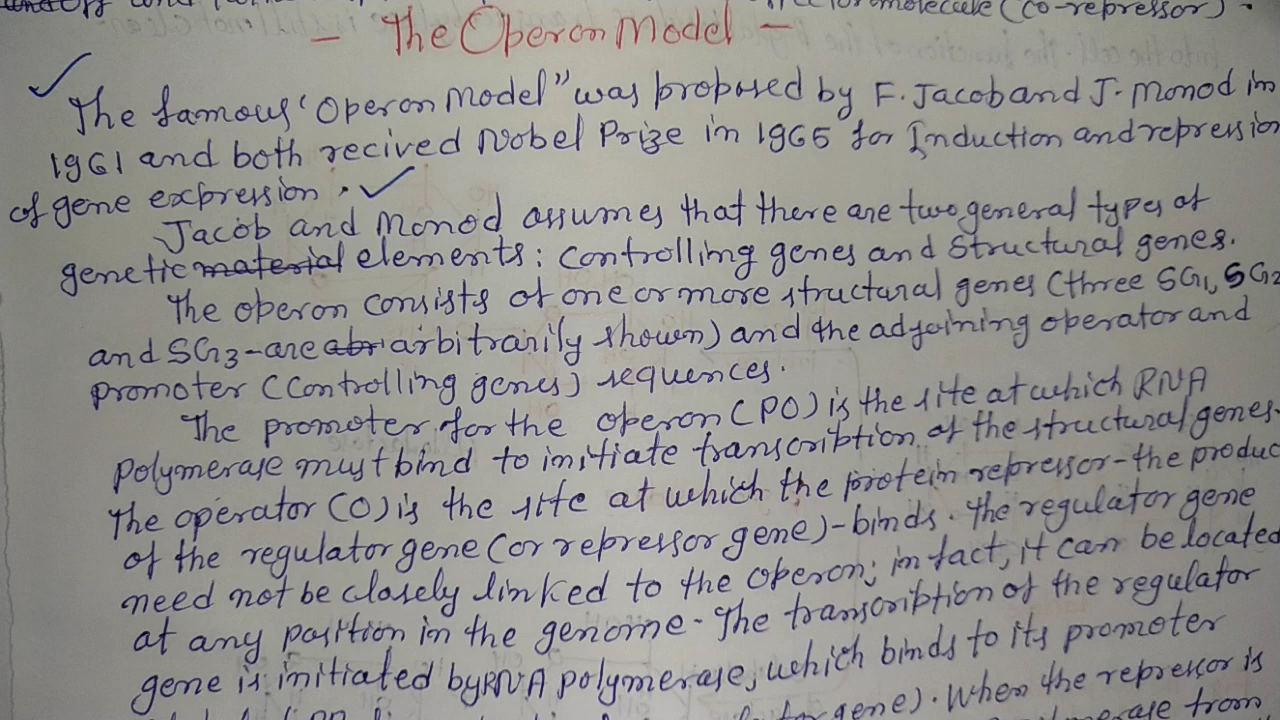 molecule (co-repressor).
- The Operon Model -
The famous 'Operon Model" was proposed by F. Jacob and J. Monod in
1961 and both recived Nobel Prize in 1965 for Induction and repression
of gene expression.
Jacob and Monod assumes that there are two general types of
genetic material elements: controlling genes and Structural genes.
The operon consists of one or more structural genes (three SG1, SG2
and SG3 - are abr arbitrarily shown) and the adjoining operator and
promoter (controlling genes) sequences.
The promoter for the operon (PO) is the site at which RNA
polymerase must bind to initiate transcription of the structural genes.
The operator (O) is the site at which the protein repressor - the produc
of the regulator gene (or repressor gene) - binds. The regulator gene
need not be closely linked to the operon; in fact, it can be located
at any position in the genome. The transcription of the regulator
gene is initiated by RNA polymerase, which binds to its promoter
gene). When the repressor is
from